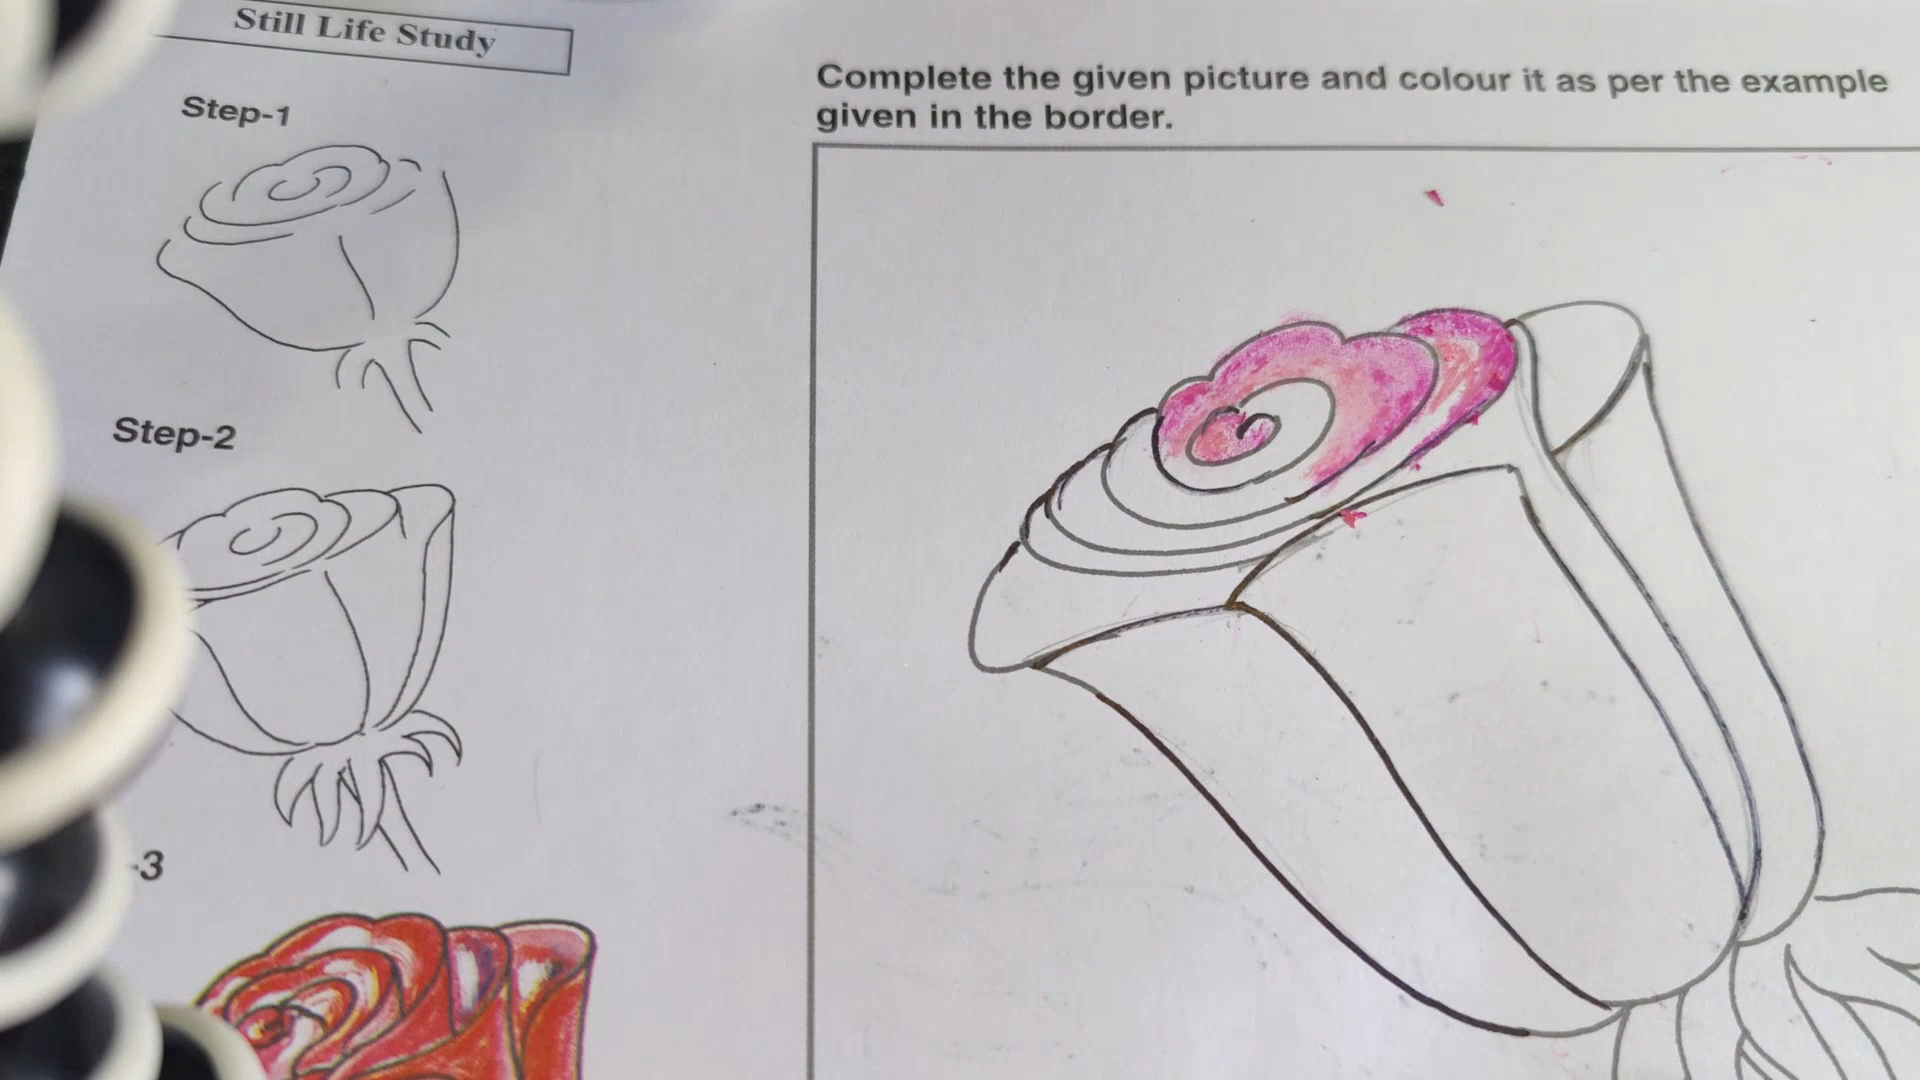 Still Life Study
Step-1
Step-2
-3
Complete the given picture and colour it as per the example
given in the border.